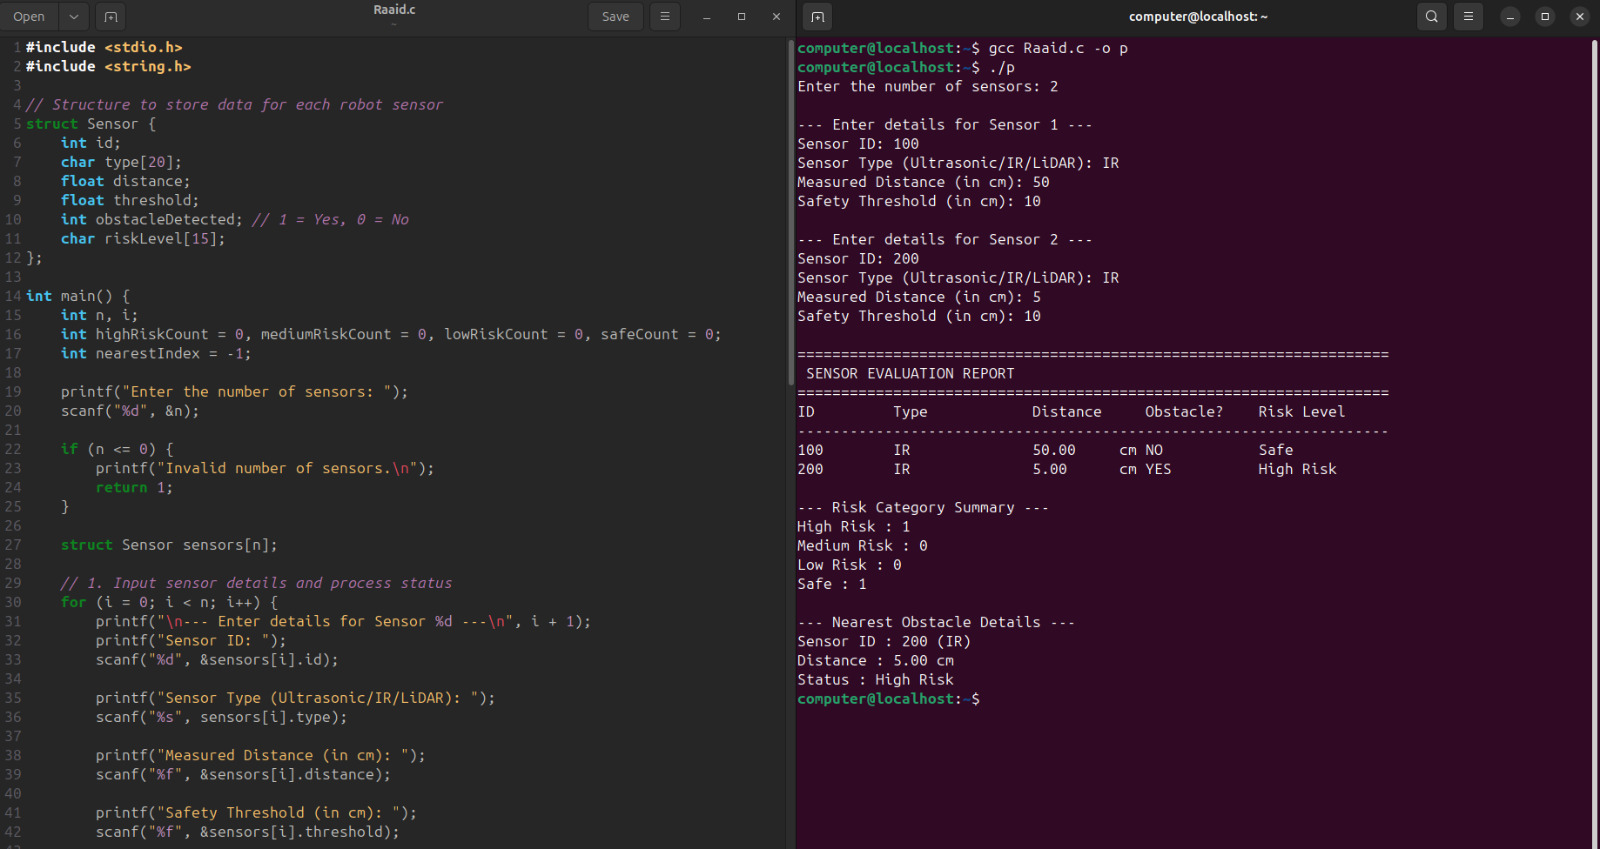 Open
Raaid.c
~
Save
1 #include <stdio.h>
2 #include <string.h>
3
4 // Structure to store data for each robot sensor
5 struct Sensor {
6     int id;
7     char type[20];
8     float distance;
9     float threshold;
10     int obstacleDetected; // 1 = Yes, 0 = No
11     char riskLevel[15];
12 };
13
14 int main() {
15     int n, i;
16     int highRiskCount = 0, mediumRiskCount = 0, lowRiskCount = 0, safeCount = 0;
17     int nearestIndex = -1;
18
19     printf("Enter the number of sensors: ");
20     scanf("%d", &n);
21
22     if (n <= 0) {
23         printf("Invalid number of sensors.\n");
24         return 1;
25     }
26
27     struct Sensor sensors[n];
28
29     // 1. Input sensor details and process status
30     for (i = 0; i < n; i++) {
31         printf("\n--- Enter details for Sensor %d ---\n", i + 1);
32         printf("Sensor ID: ");
33         scanf("%d", &sensors[i].id);
34
35         printf("Sensor Type (Ultrasonic/IR/LiDAR): ");
36         scanf("%s", sensors[i].type);
37
38         printf("Measured Distance (in cm): ");
39         scanf("%f", &sensors[i].distance);
40
41         printf("Safety Threshold (in cm): ");
42         scanf("%f", &sensors[i].threshold);
computer@localhost: ~
computer@localhost:~$ gcc Raaid.c -o p
computer@localhost:~$ ./p
Enter the number of sensors: 2
--- Enter details for Sensor 1 ---
Sensor ID: 100
Sensor Type (Ultrasonic/IR/LiDAR): IR
Measured Distance (in cm): 50
Safety Threshold (in cm): 10
--- Enter details for Sensor 2 ---
Sensor ID: 200
Sensor Type (Ultrasonic/IR/LiDAR): IR
Measured Distance (in cm): 5
Safety Threshold (in cm): 10
====================================================================
 SENSOR EVALUATION REPORT
====================================================================
ID         Type            Distance     Obstacle?    Risk Level
--------------------------------------------------------------------
100        IR              50.00     cm NO           Safe
200        IR              5.00      cm YES          High Risk
--- Risk Category Summary ---
High Risk : 1
Medium Risk : 0
Low Risk : 0
Safe : 1
--- Nearest Obstacle Details ---
Sensor ID : 200 (IR)
Distance : 5.00 cm
Status : High Risk
computer@localhost:~$